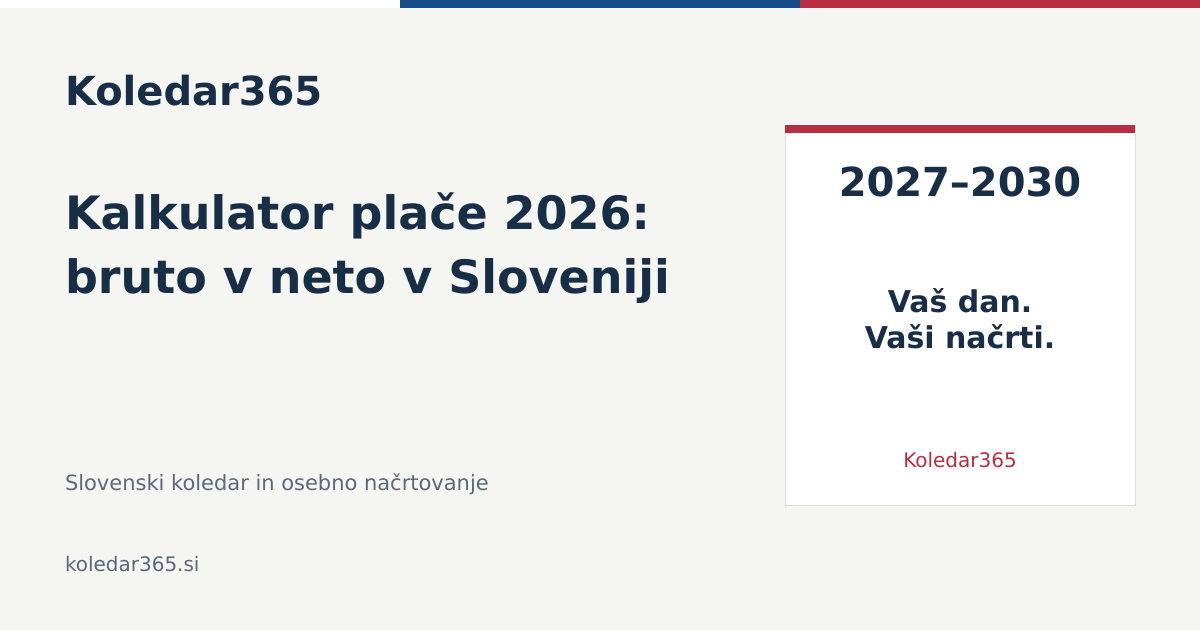 Koledar365
Kalkulator plače 2026:
bruto v neto v Sloveniji
Slovenski koledar in osebno načrtovanje
koledar365.si
2027–2030
Vaš dan.
Vaši načrti.
Koledar365